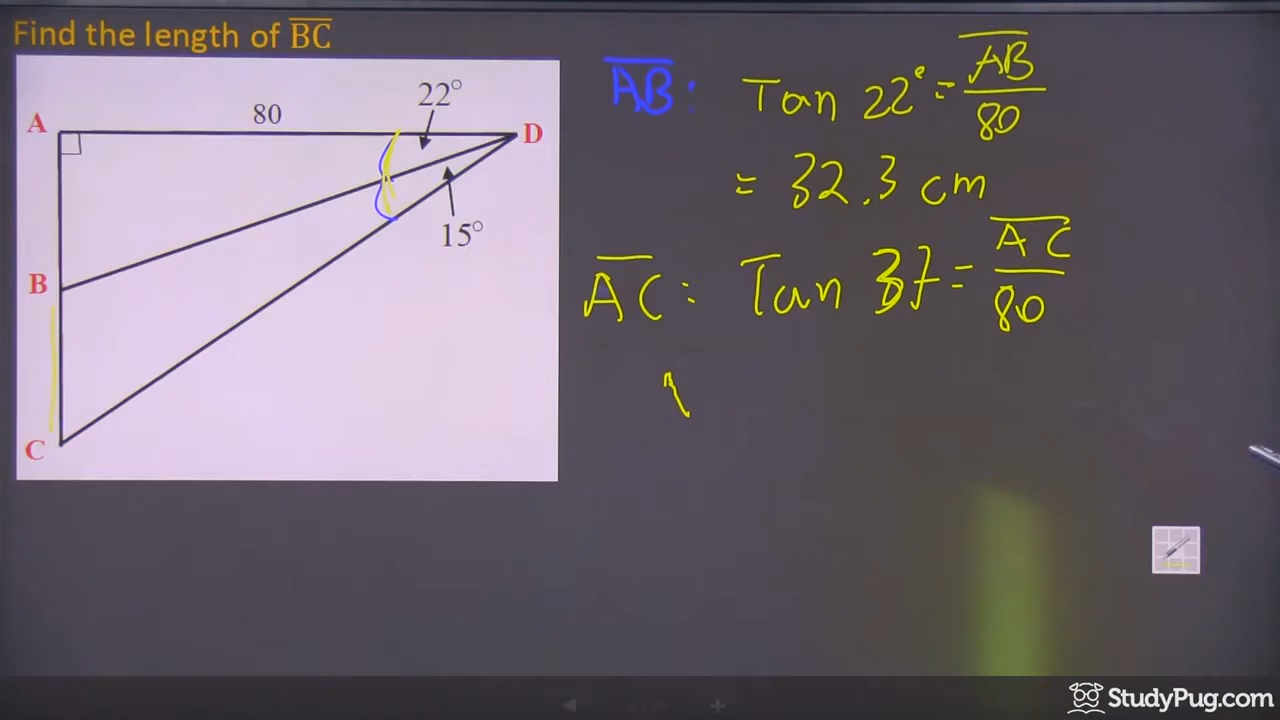 Find the length of BC
A
80
22°
D
15°
B
C
AB: Tan 22° = AB/80
= 32.3 cm
AC: Tan 37 = AC/80
StudyPug.com